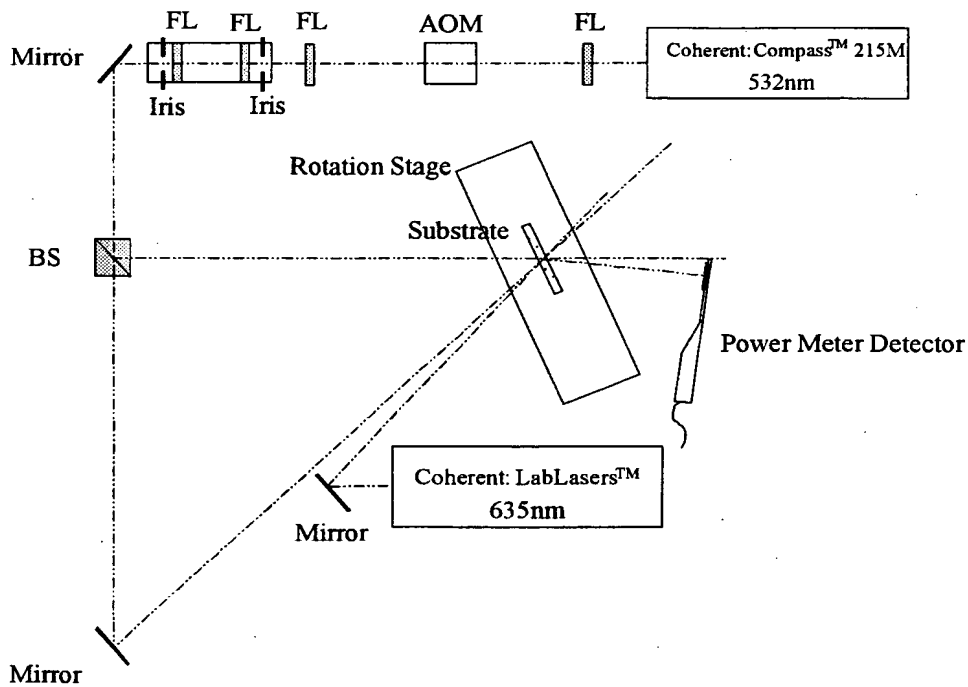 FL FL FL AOM FL
Mirror
Coherent: Compass™ 215M
532nm
Iris Iris
Rotation Stage
Substrate
BS
Power Meter Detector
Coherent: LabLasers™
635nm
Mirror
Mirror